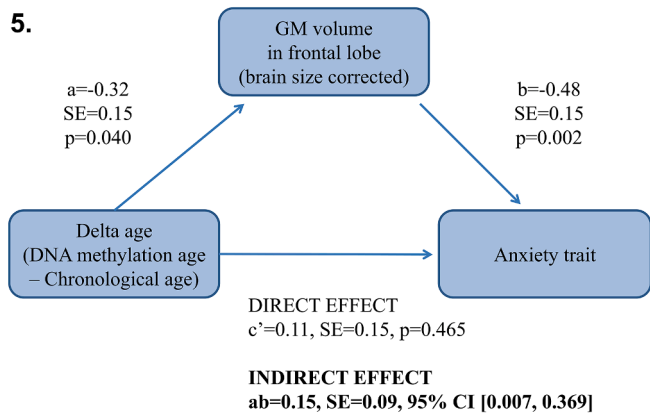 5.
GM volume
in frontal lobe
(brain size corrected)
a=-0.32
SE=0.15
p=0.040
b=-0.48
SE=0.15
p=0.002
Delta age
(DNA methylation age
– Chronological age)
Anxiety trait
DIRECT EFFECT
c’=0.11, SE=0.15, p=0.465
INDIRECT EFFECT
ab=0.15, SE=0.09, 95% CI [0.007, 0.369]